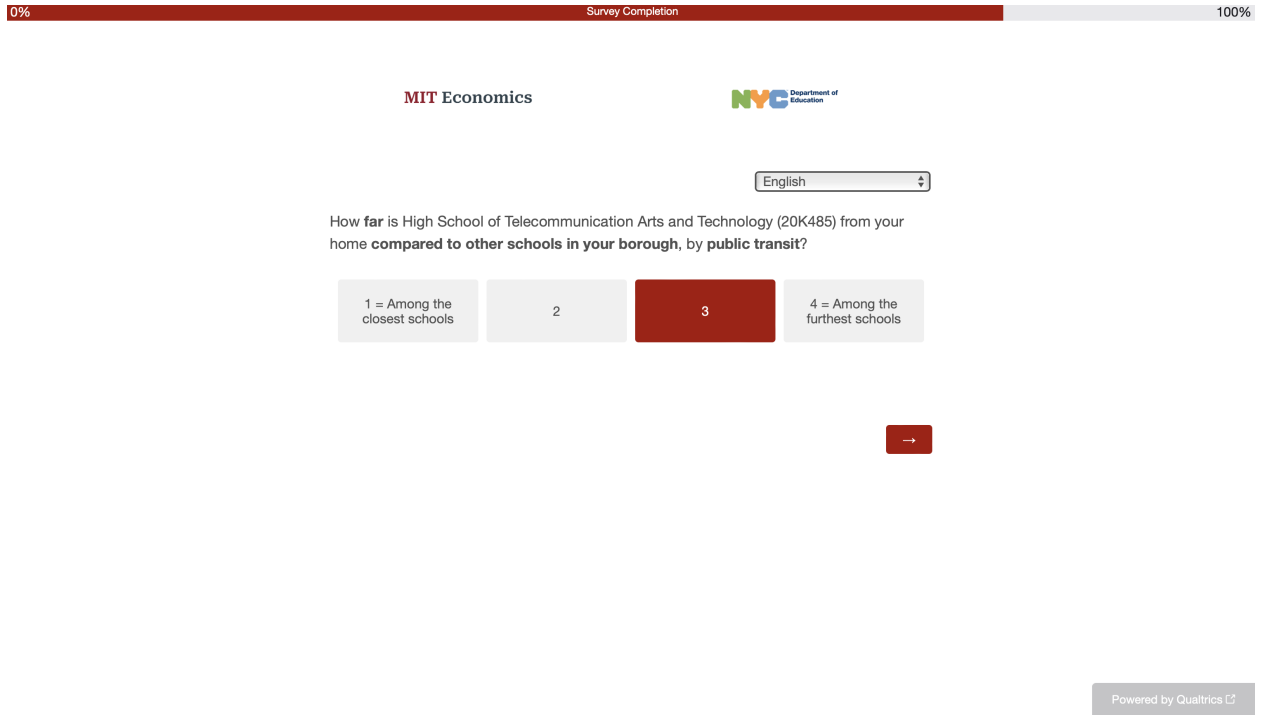 0% Survey Completion 100%
MIT Economics
NYC Department of
Education
English
How far is High School of Telecommunication Arts and Technology (20K485) from your
home compared to other schools in your borough, by public transit?
1 = Among the
closest schools
2
3
4 = Among the
furthest schools
→
Powered by Qualtrics